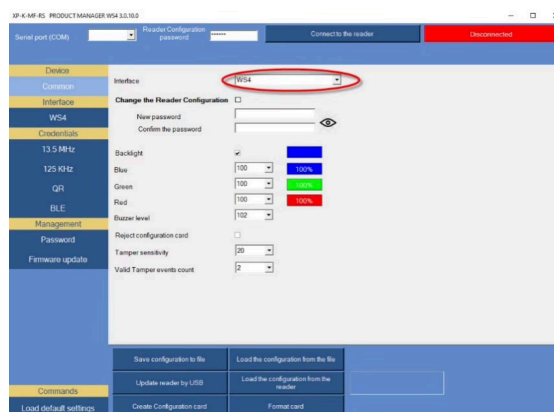 XP-K-MF-RS PRODUCT MANAGER WS4 3.0.10.0
Serial port (COM)
Reader Configuration
password
******
Connect to the reader
Disconnected
Device
Common
Interface
WS4
Credentials
13.5 MHz
125 KHz
QR
BLE
Management
Password
Firmware update
Commands
Load default settings
Interface
WS4
Change the Reader Configuration
New password
Confirm the password
Backlight
Blue
100
100%
Green
100
100%
Red
100
100%
Buzzer level
102
Reject configuration card
Tamper sensitivity
20
Valid Tamper events count
2
Save configuration to file
Load the configuration from the file
Update reader by USB
Load the configuration from the
reader
Create Configuration card
Format card